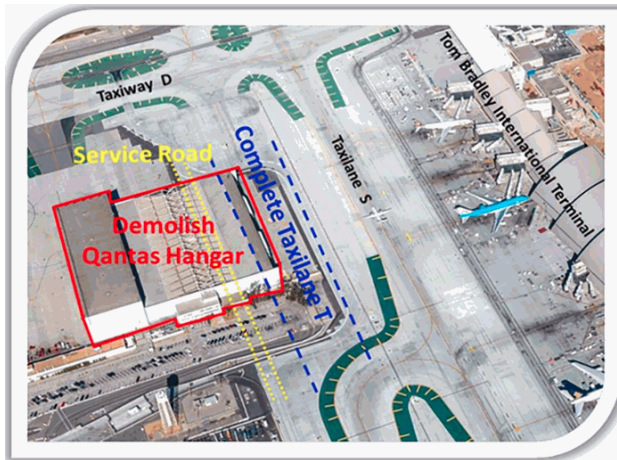 Taxiway D
Service Road
Complete Taxilane T
Taxilane S
Tom Bradley International Terminal
Demolish
Qantas Hangar